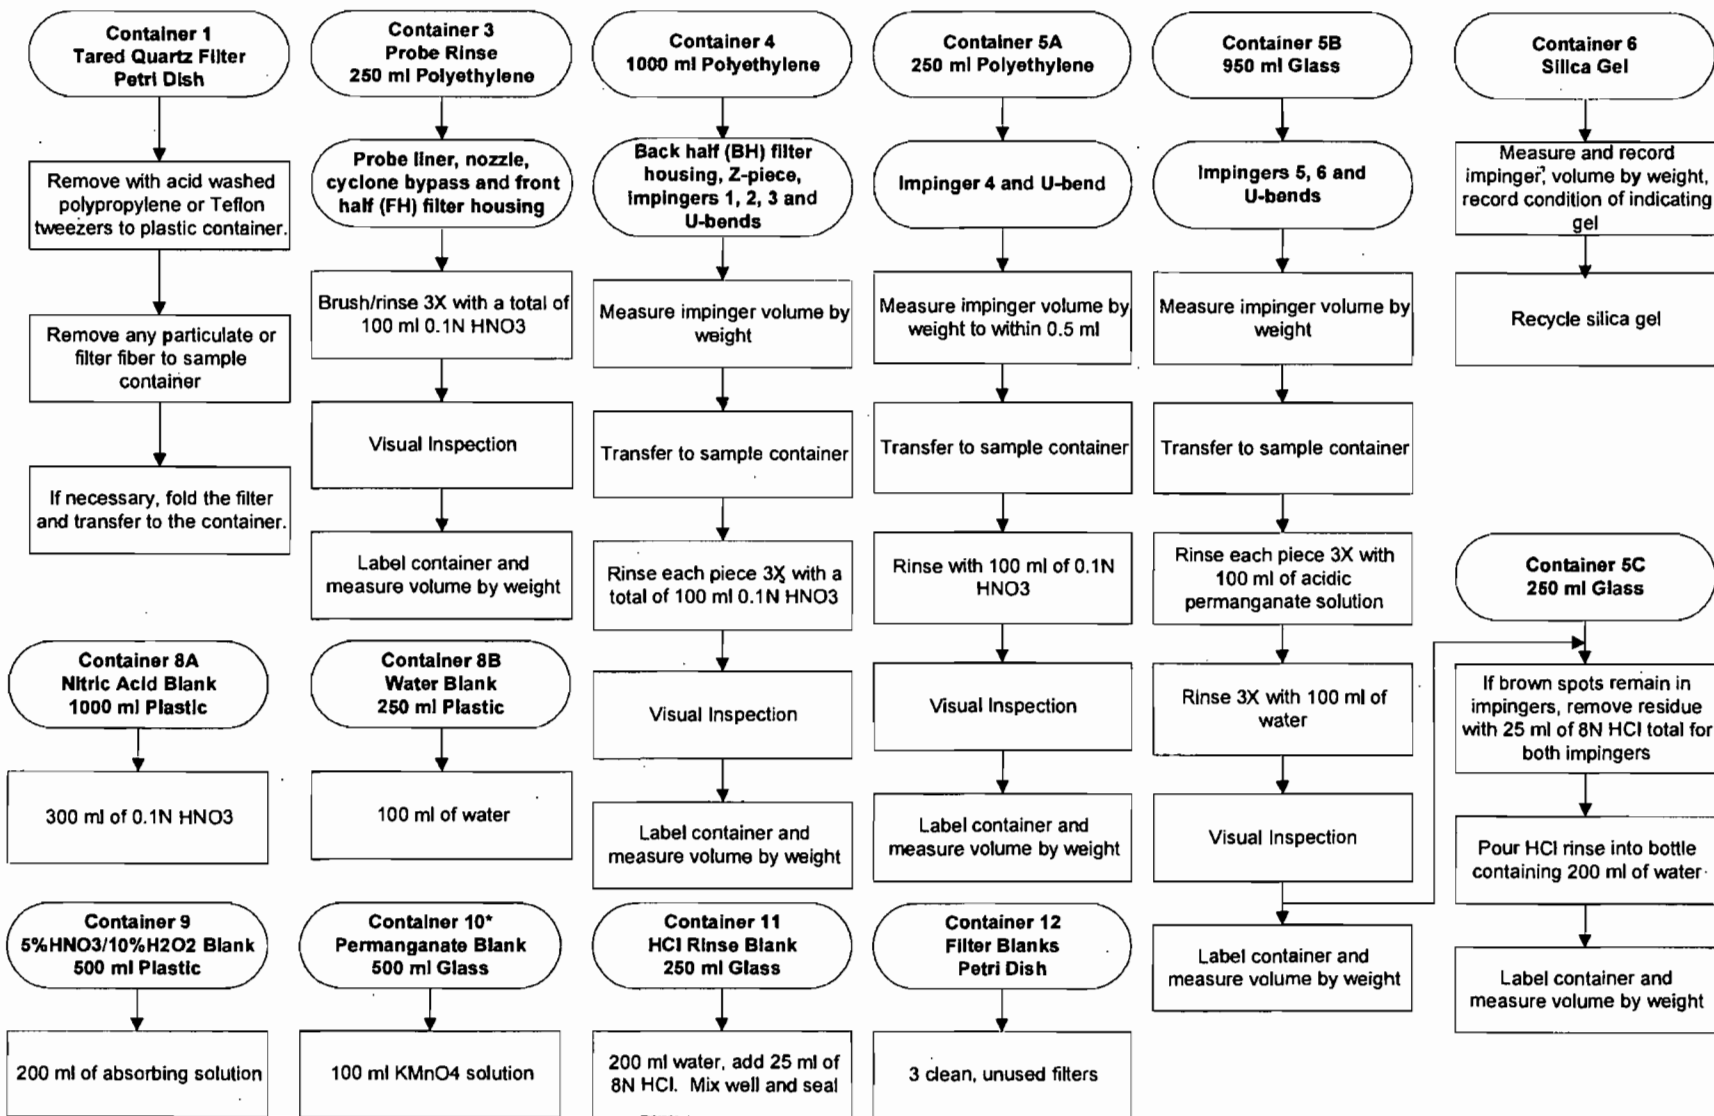 Container 1
Tared Quartz Filter
Petri Dish
Remove with acid washed
polypropylene or Teflon
tweezers to plastic container.
Remove any particulate or
filter fiber to sample
container
If necessary, fold the filter
and transfer to the container.
Container 3
Probe Rinse
250 ml Polyethylene
Probe liner, nozzle,
cyclone bypass and front
half (FH) filter housing
Brush/rinse 3X with a total of
100 ml 0.1N HNO3
Visual Inspection
Label container and
measure volume by weight
Container 4
1000 ml Polyethylene
Back half (BH) filter
housing, Z-piece,
impingers 1, 2, 3 and
U-bends
Measure impinger volume by
weight
Transfer to sample container
Rinse each piece 3X with a
total of 100 ml 0.1N HNO3
Visual Inspection
Label container and
measure volume by weight
Container 5A
250 ml Polyethylene
Impinger 4 and U-bend
Measure impinger volume by
weight to within 0.5 ml
Transfer to sample container
Rinse with 100 ml of 0.1N
HNO3
Visual Inspection
Label container and
measure volume by weight
Container 5B
950 ml Glass
Impingers 5, 6 and
U-bends
Measure impinger volume by
weight
Transfer to sample container
Rinse each piece 3X with
100 ml of acidic
permanganate solution
Rinse 3X with 100 ml of
water
Visual Inspection
Label container and
measure volume by weight
Container 6
Silica Gel
Measure and record
impinger, volume by weight,
record condition of indicating
gel
Recycle silica gel
Container 5C
250 ml Glass
If brown spots remain in
impingers, remove residue
with 25 ml of 8N HCl total for
both impingers
Pour HCl rinse into bottle
containing 200 ml of water
Label container and
measure volume by weight
Container 8A
Nitric Acid Blank
1000 ml Plastic
300 ml of 0.1N HNO3
Container 8B
Water Blank
250 ml Plastic
100 ml of water
Container 9
5%HNO3/10%H2O2 Blank
500 ml Plastic
200 ml of absorbing solution
Container 10*
Permanganate Blank
500 ml Glass
100 ml KMnO4 solution
Container 11
HCl Rinse Blank
250 ml Glass
200 ml water, add 25 ml of
8N HCl. Mix well and seal
Container 12
Filter Blanks
Petri Dish
3 clean, unused filters